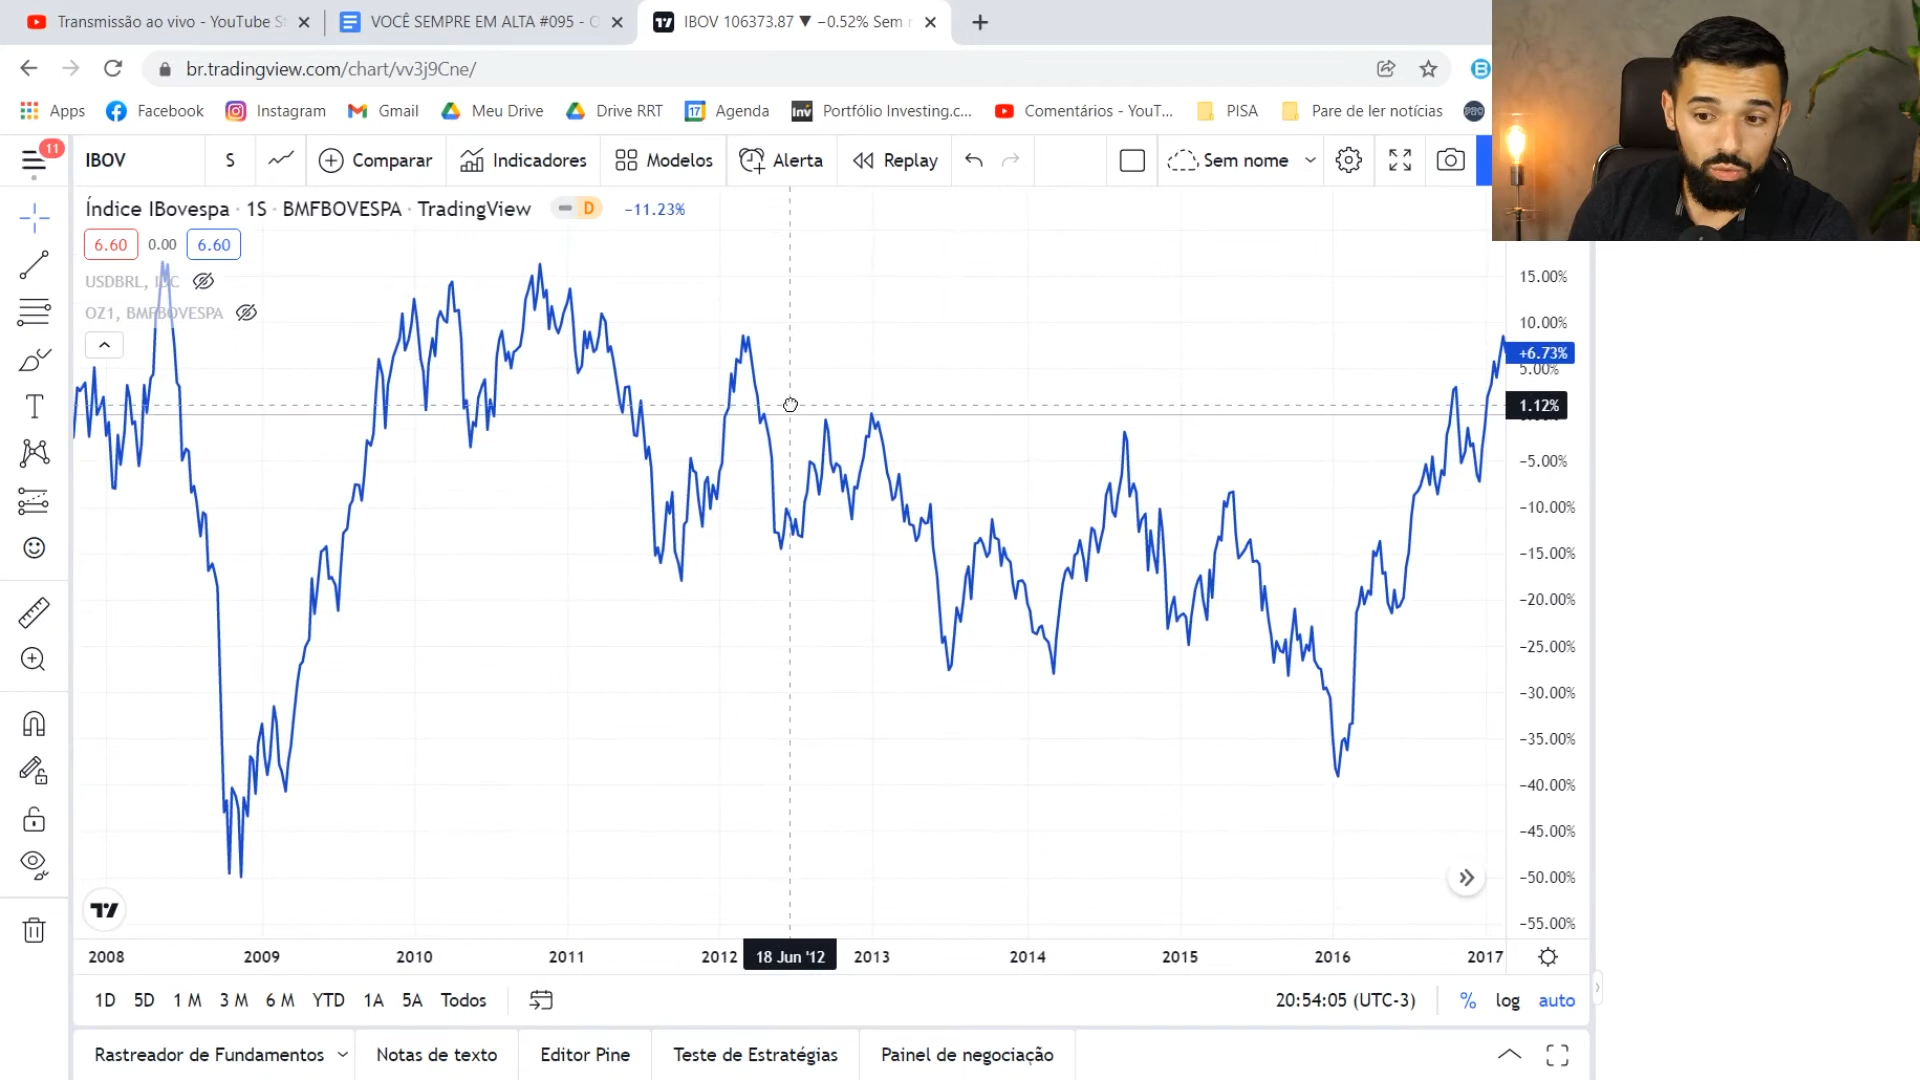 Transmissão ao vivo - YouTube S
VOCÊ SEMPRE EM ALTA #095 -
IBOV 106373.87 ▼ −0.52% Sem
br.tradingview.com/chart/vv3j9Cne/
Apps
Facebook
Instagram
Gmail
Meu Drive
Drive RRT
17
Agenda
Inv
Portfólio Investing.c...
Comentários - YouT...
PISA
Pare de ler notícias
11
IBOV
S
Comparar
Indicadores
Modelos
Alerta
Replay
Sem nome
Índice IBovespa · 1S · BMFBOVESPA · TradingView
D
−11.23%
6.60
0.00
6.60
USDBRL,
OZ1, BMFBOVESPA
15.00%
10.00%
+6.73%
5.00%
1.12%
−5.00%
−10.00%
−15.00%
−20.00%
−25.00%
−30.00%
−35.00%
−40.00%
−45.00%
−50.00%
−55.00%
2008
2009
2010
2011
2012
18 Jun '12
2013
2014
2015
2016
2017
1D
5D
1 M
3 M
6 M
YTD
1A
5A
Todos
20:54:05 (UTC-3)
%
log
auto
Rastreador de Fundamentos
Notas de texto
Editor Pine
Teste de Estratégias
Painel de negociação